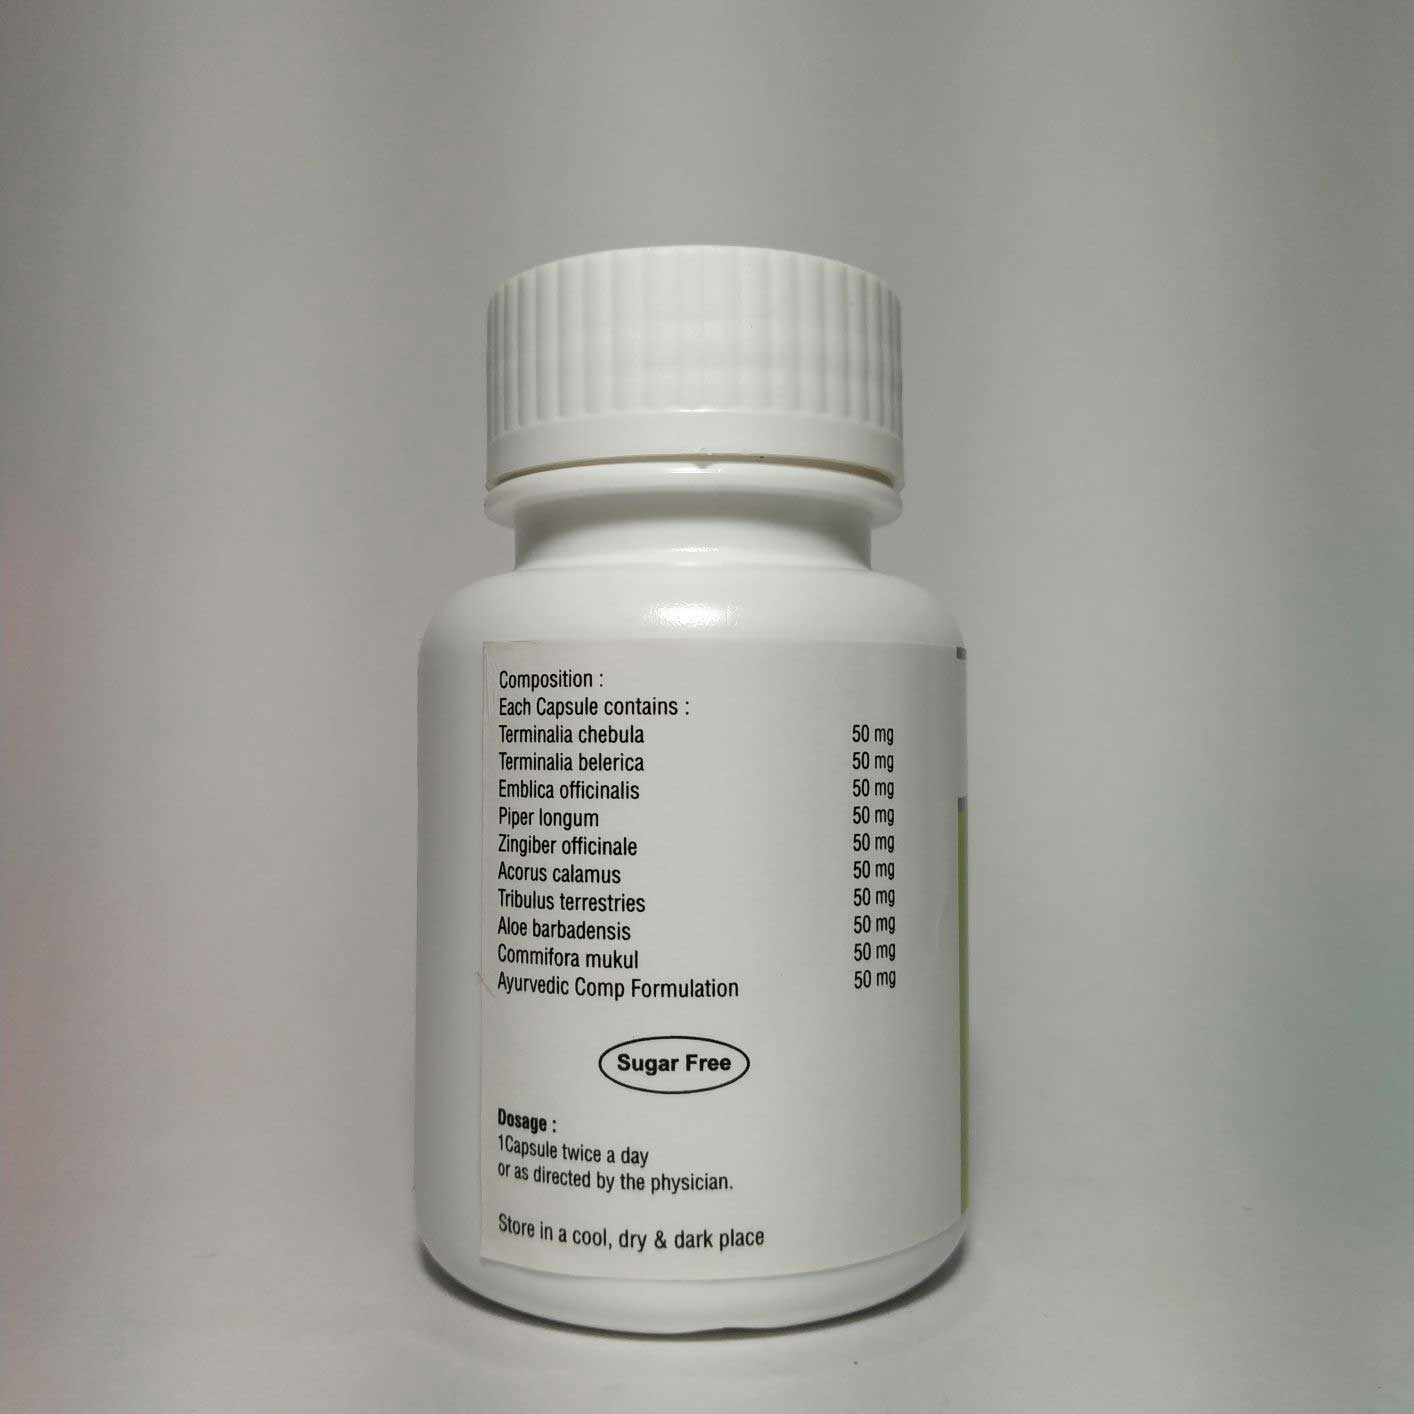 Composition :
Each Capsule contains :
Terminalia chebula 50 mg
Terminalia belerica 50 mg
Emblica officinalis 50 mg
Piper longum 50 mg
Zingiber officinale 50 mg
Acorus calamus 50 mg
Tribulus terrestries 50 mg
Aloe barbadensis 50 mg
Commifora mukul 50 mg
Ayurvedic Comp Formulation 50 mg
Sugar Free
Dosage :
1Capsule twice a day
or as directed by the physician.
Store in a cool, dry & dark place